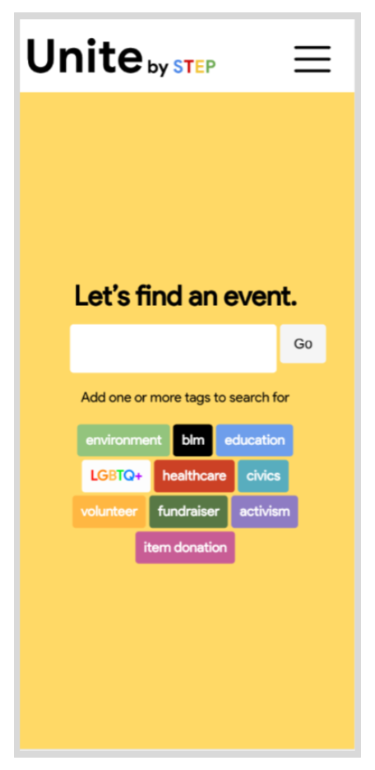 Unite by STEP
Let's find an event.
Go
Add one or more tags to search for
environment blm education
LGBTQ+ healthcare civics
volunteer fundraiser activism
item donation